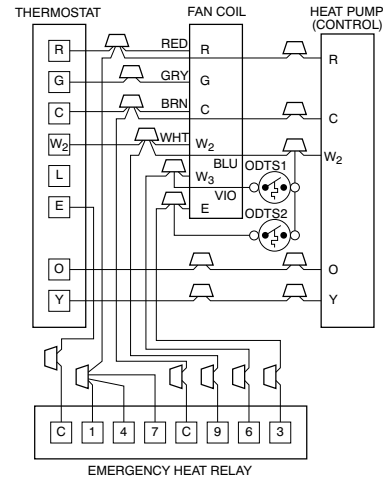 THERMOSTAT FAN COIL HEAT PUMP
(CONTROL)
R RED R R
G GRY G
C BRN C C
W2 WHT W2 W2
BLU ODTS1
L W3
VIO
E E ODTS2
O O
Y Y
C 1 4 7 C 9 6 3
EMERGENCY HEAT RELAY